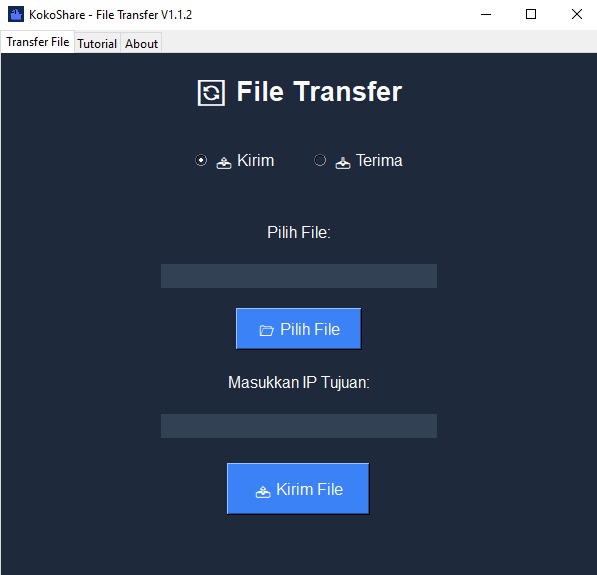 KokoShare - File Transfer V1.1.2
Transfer File Tutorial About
File Transfer
Kirim Terima
Pilih File:
Pilih File
Masukkan IP Tujuan:
Kirim File